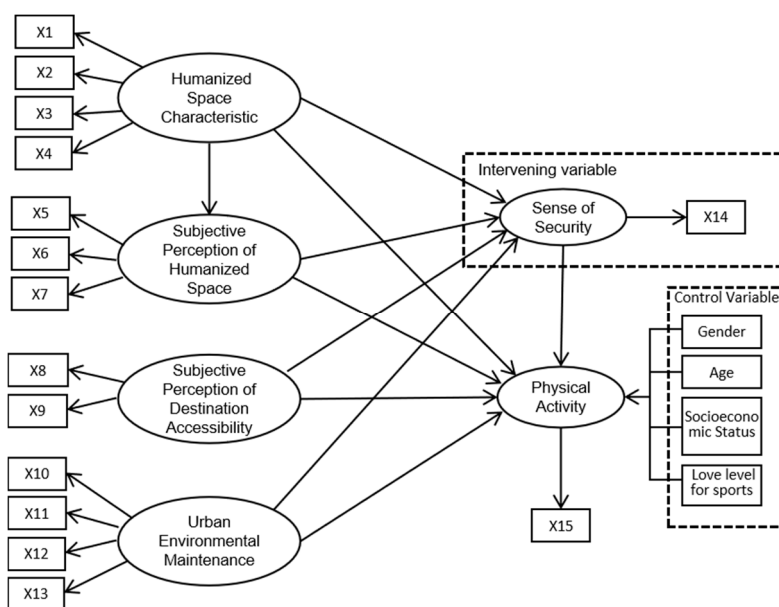 X1
X2
X3
X4
Humanized
Space
Characteristic
Intervening variable
Sense of
Security
X14
X5
X6
X7
Subjective
Perception of
Humanized
Space
Control Variable
Gender
Age
Socioecono
mic Status
Love level
for sports
X8
X9
Subjective
Perception of
Destination
Accessibility
Physical
Activity
X10
X11
X12
X13
Urban
Environmental
Maintenance
X15